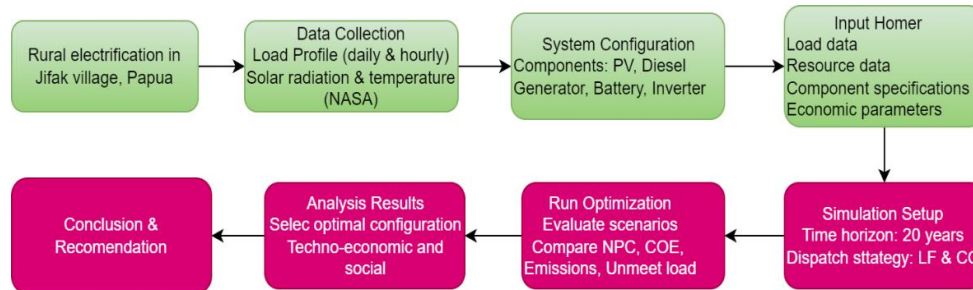 Rural electrification in
Jifak village, Papua
Data Collection
Load Profile (daily & hourly)
Solar radiation & temperature
(NASA)
System Configuration
Components: PV, Diesel
Generator, Battery, Inverter
Input Homer
Load data
Resource data
Component specifications
Economic parameters
Simulation Setup
Time horizon: 20 years
Dispatch sttategy: LF & CC
Run Optimization
Evaluate scenarios
Compare NPC, COE,
Emissions, Unmeet load
Analysis Results
Selec optimal configuration
Techno-economic and
social
Conclusion &
Recomendation